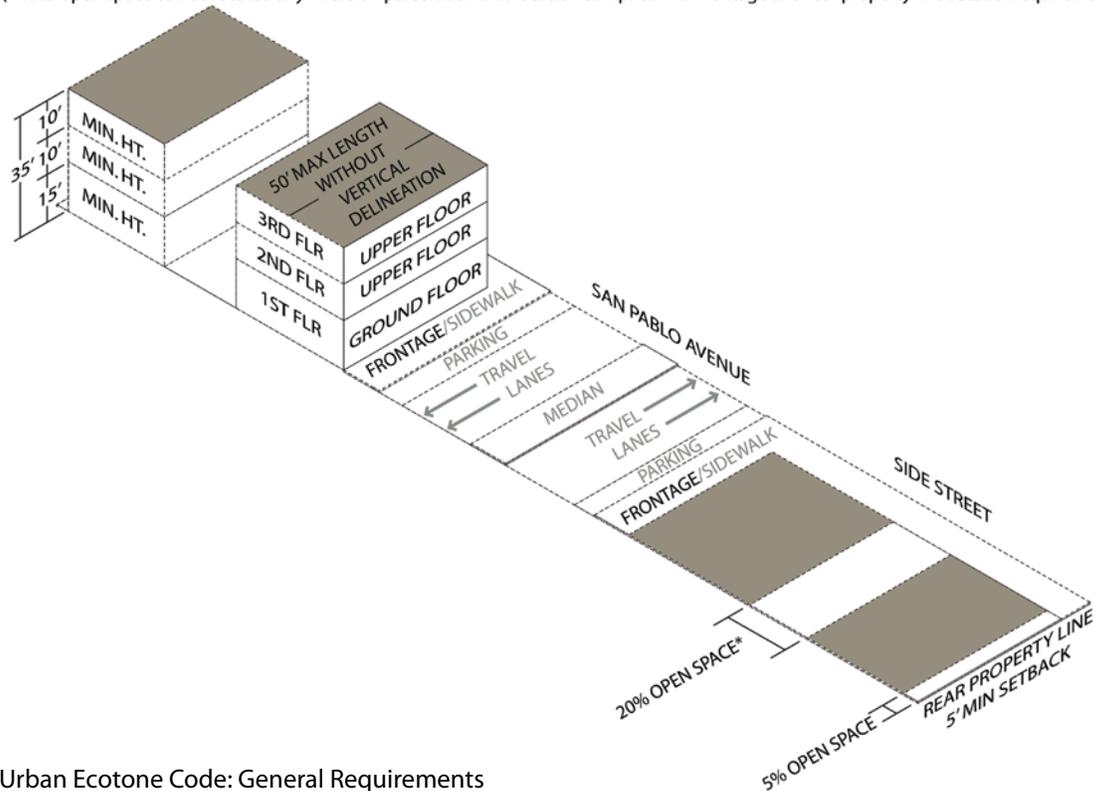 10'
35' 10'
15'
MIN. HT.
MIN. HT.
MIN. HT.
50' MAX LENGTH
WITHOUT
VERTICAL
DELINEATION
3RD FLR
2ND FLR
1ST FLR
UPPER FLOOR
UPPER FLOOR
GROUND FLOOR
FRONTAGE/SIDEWALK
PARKING
TRAVEL
LANES
MEDIAN
TRAVEL
LANES
PARKING
FRONTAGE/SIDEWALK
SAN PABLO AVENUE
SIDE STREET
20% OPEN SPACE*
5% OPEN SPACE
REAR PROPERTY LINE
5' MIN SETBACK
Urban Ecotone Code: General Requirements